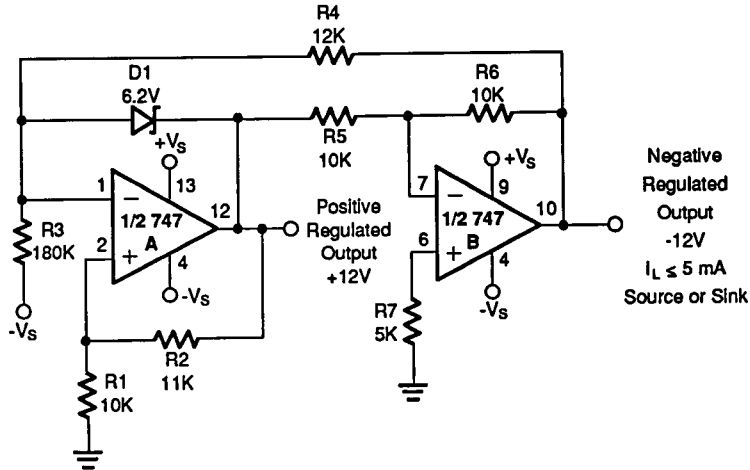 R4
12K
D1
6.2V
R6
10K
R5
10K
+VS
+VS
1
13
7
9
1/2 747
A
12
1/2 747
B
10
2
4
6
4
-VS
-VS
R3
180K
-VS
Positive
Regulated
Output
+12V
Negative
Regulated
Output
-12V
IL ≤ 5 mA
Source or Sink
R7
5K
R2
11K
R1
10K